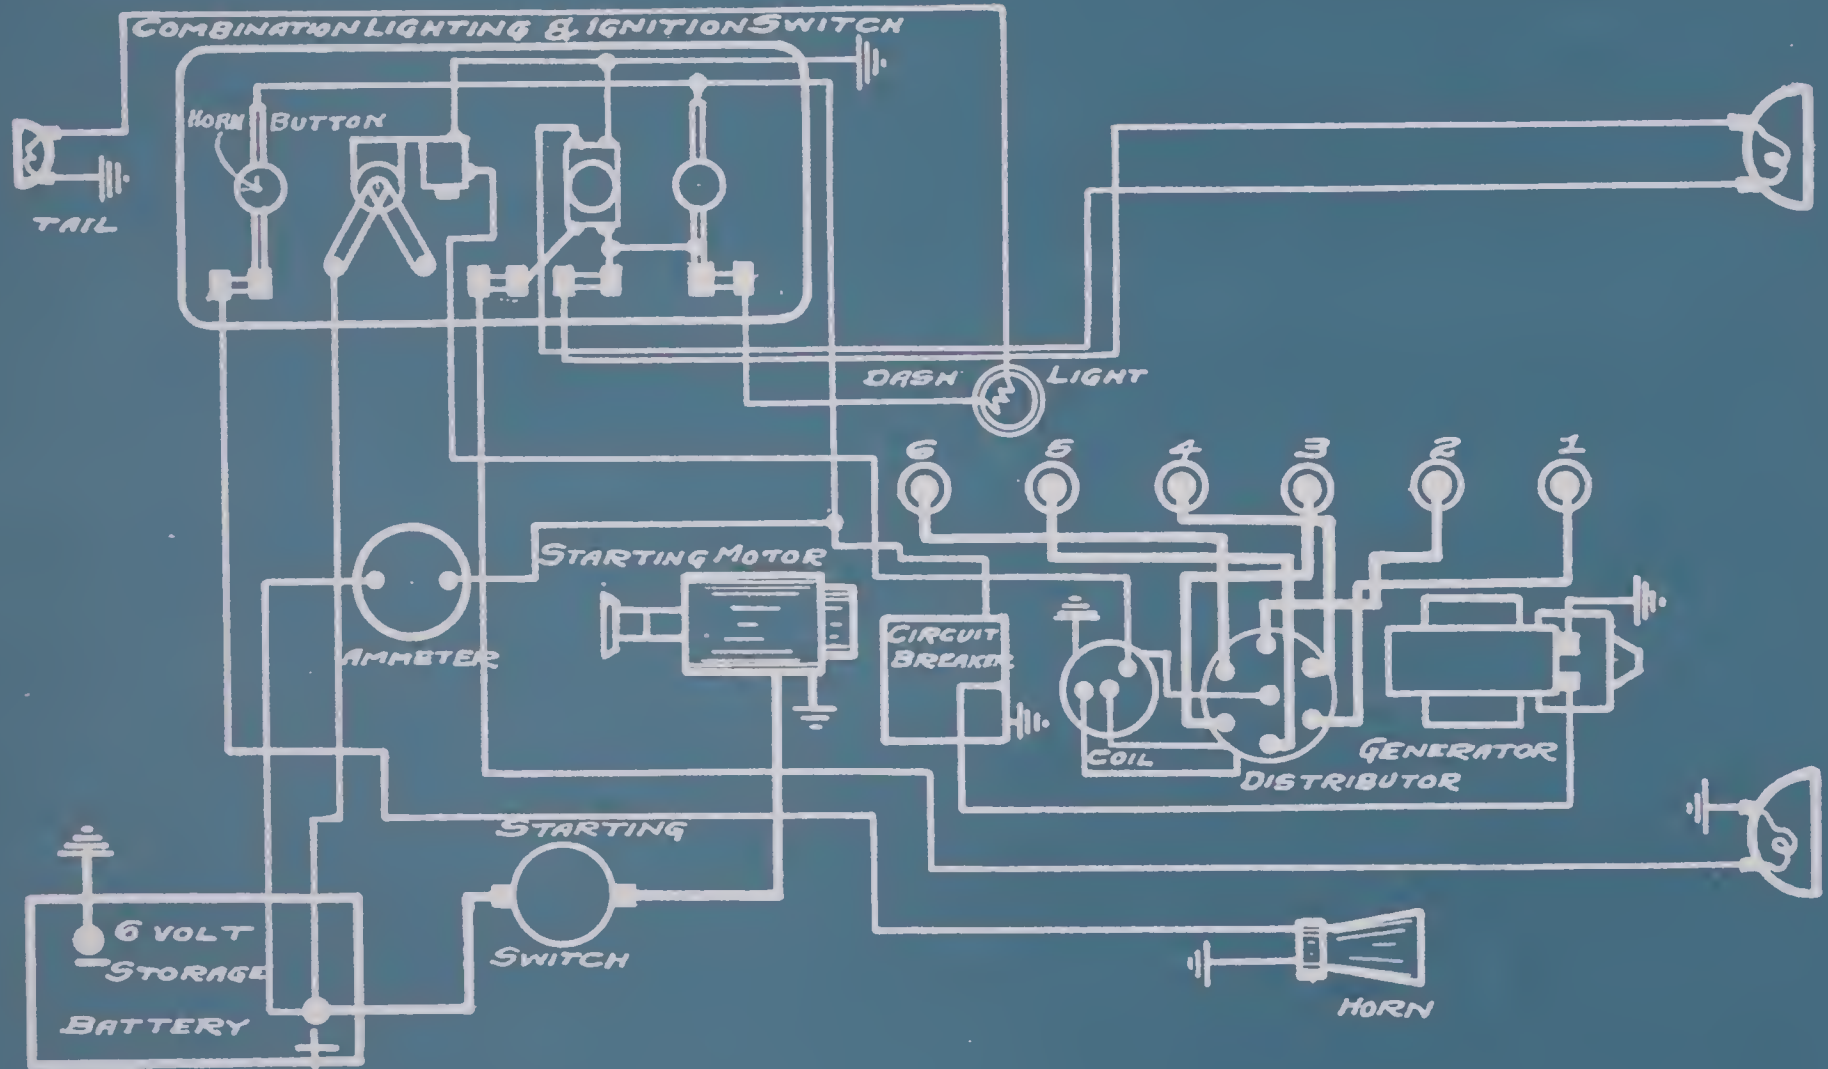 COMBINATION LIGHTING & IGNITION SWITCH
HORN BUTTON
TAIL
DASH LIGHT
6 5 4 3 2 1
STARTING MOTOR
AMMETER
CIRCUIT
BREAKER
COIL
DISTRIBUTOR
GENERATOR
STARTING
SWITCH
6 VOLT
- STORAGE
BATTERY
+
HORN